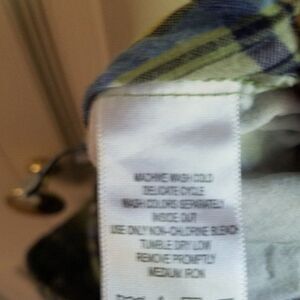 MACHINE WASH COLD
DELICATE CYCLE
WASH COLORS SEPARATELY
INSIDE OUT
USE ONLY NON-CHLORINE BLEACH
TUMBLE DRY LOW
REMOVE PROMPTLY
MEDIUM IRON